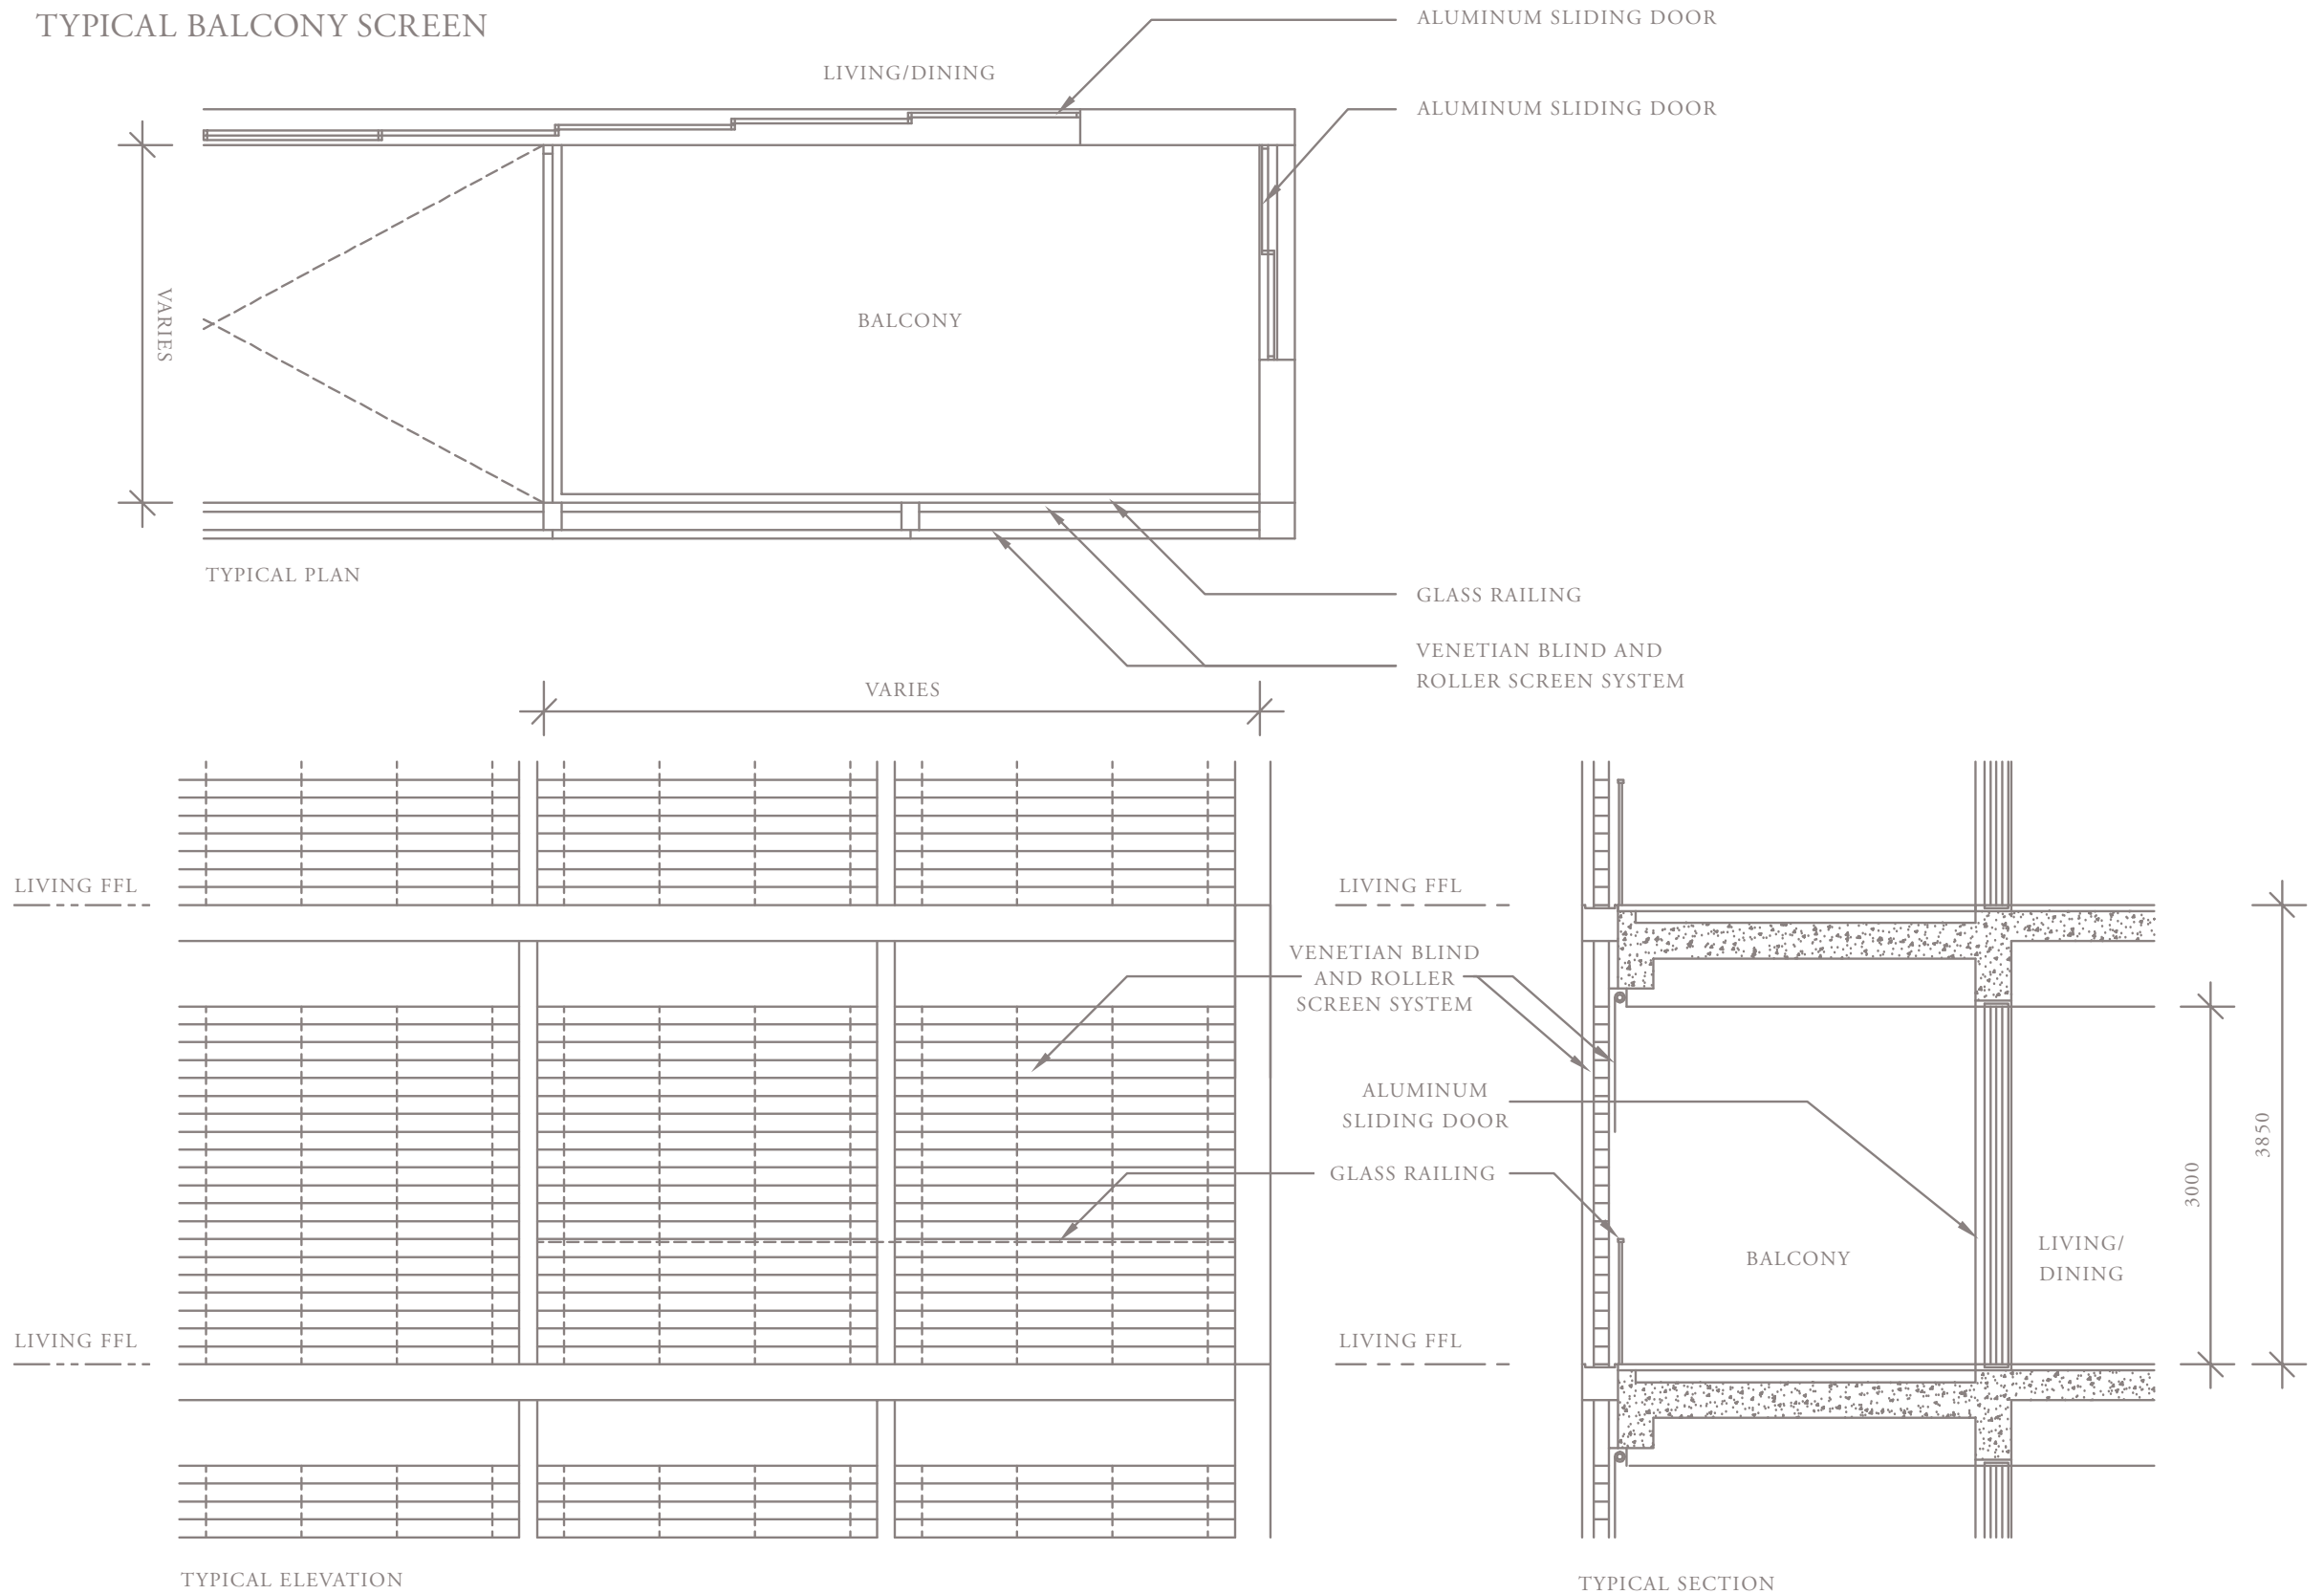 TYPICAL BALCONY SCREEN
ALUMINUM SLIDING DOOR
LIVING/DINING
ALUMINUM SLIDING DOOR
VARIES
BALCONY
TYPICAL PLAN
GLASS RAILING
VENETIAN BLIND AND
ROLLER SCREEN SYSTEM
VARIES
LIVING FFL
LIVING FFL
VENETIAN BLIND
AND ROLLER
SCREEN SYSTEM
ALUMINUM
SLIDING DOOR
GLASS RAILING
3850
3000
BALCONY
LIVING/
DINING
LIVING FFL
LIVING FFL
TYPICAL ELEVATION
TYPICAL SECTION